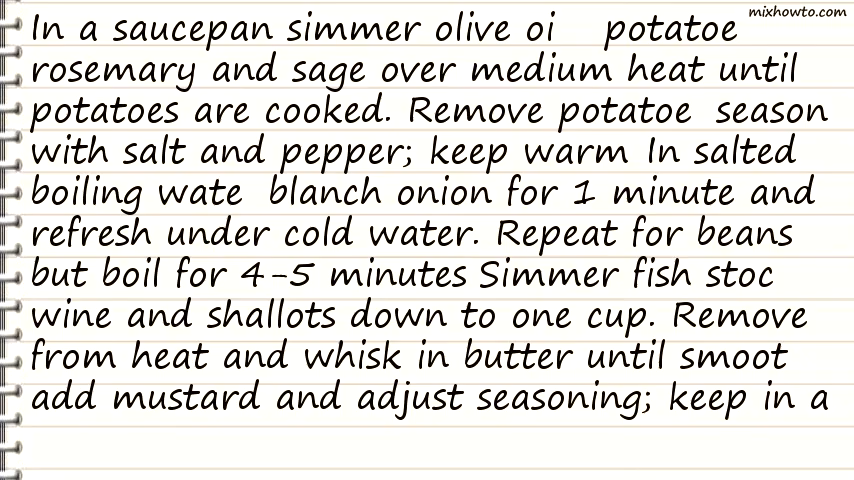 mixhowto.com
In a saucepan simmer olive oi potatoe
rosemary and sage over medium heat until
potatoes are cooked. Remove potatoe season
with salt and pepper; keep warm In salted
boiling wate blanch onion for 1 minute and
refresh under cold water. Repeat for beans
but boil for 4-5 minutes Simmer fish stoc
wine and shallots down to one cup. Remove
from heat and whisk in butter until smoot
add mustard and adjust seasoning; keep in a